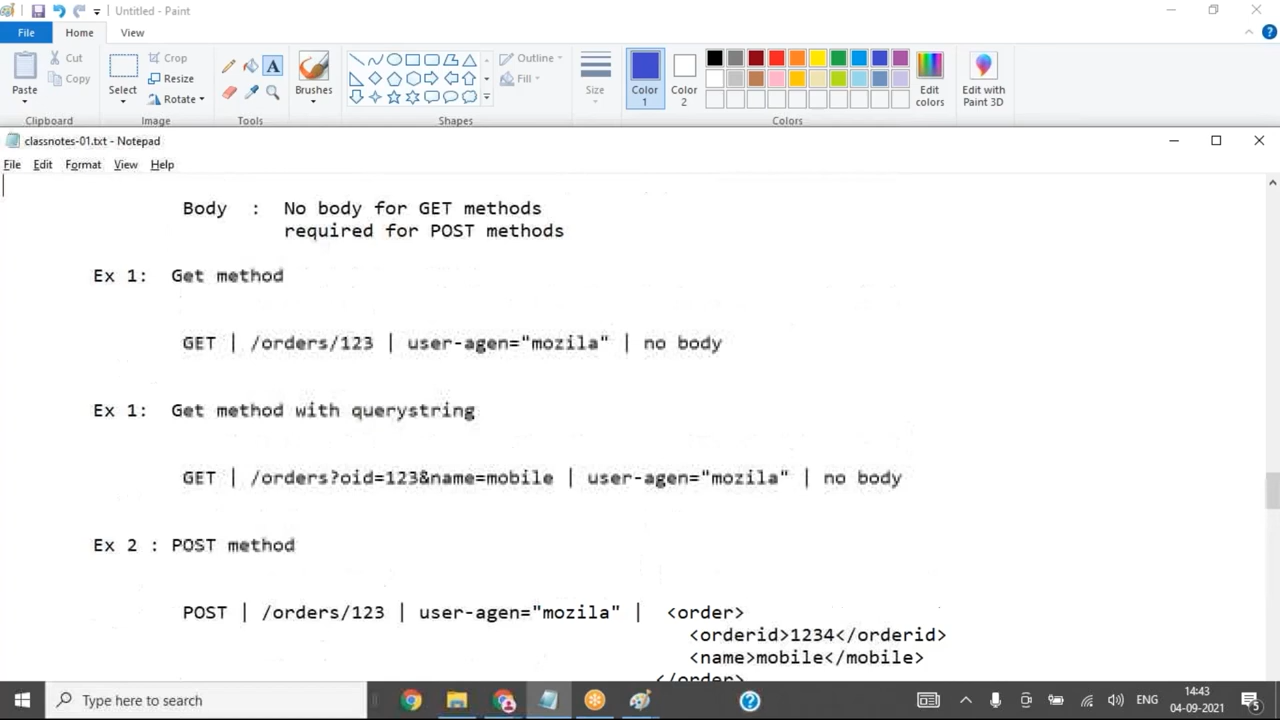 Untitled - Paint
File Home View
Paste
Cut
Copy
Clipboard
Select
Crop
Resize
Rotate
Image
A
Tools
Brushes
Outline
Fill
Shapes
Size
Color 1
Color 2
Edit colors
Edit with Paint 3D
Colors
classnotes-01.txt - Notepad
File Edit Format View Help
Body : No body for GET methods
required for POST methods
Ex 1: Get method
GET | /orders/123 | user-agen="mozila" | no body
Ex 1: Get method with querystring
GET | /orders?oid=123&name=mobile | user-agen="mozila" | no body
Ex 2 : POST method
POST | /orders/123 | user-agen="mozila" | <order>
<orderid>1234</orderid>
<name>mobile</mobile>
</order>
Type here to search
ENG
14:43
04-09-2021
5